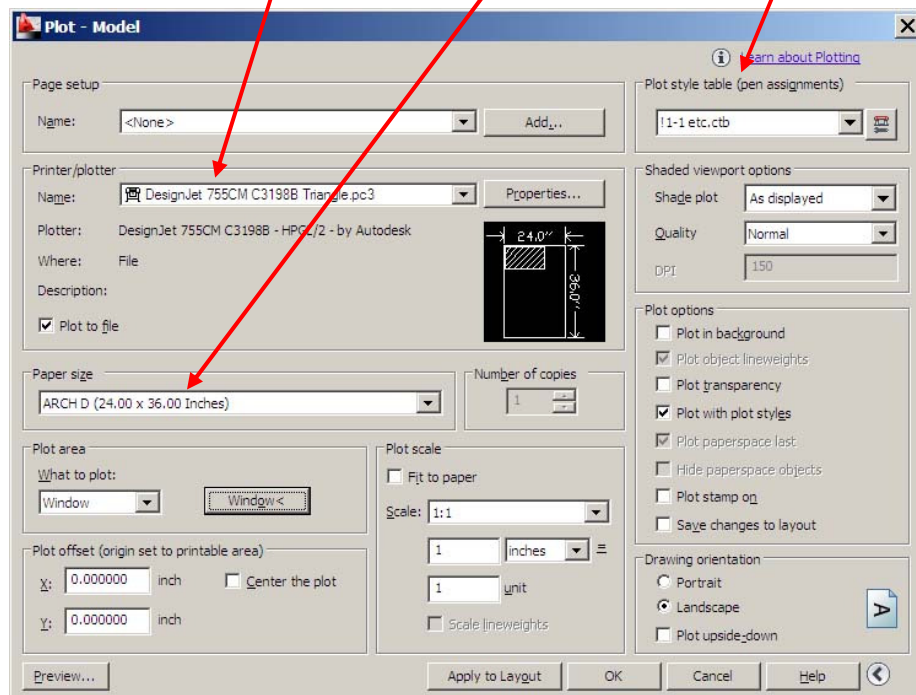 Plot - Model
Learn about Plotting
Page setup
Name: <None> Add...
Plot style table (pen assignments)
!1-1 etc.ctb
Printer/plotter
Name: DesignJet 755CM C3198B Triangle.pc3 Properties...
Plotter: DesignJet 755CM C3198B - HPGL/2 - by Autodesk
Where: File
Description:
Plot to file
24.0″
36.0″
Shaded viewport options
Shade plot As displayed
Quality Normal
DPI 150
Paper size
ARCH D (24.00 x 36.00 Inches)
Number of copies
1
Plot options
Plot in background
Plot object lineweights
Plot transparency
Plot with plot styles
Plot paperspace last
Hide paperspace objects
Plot stamp on
Save changes to layout
Plot area
What to plot:
Window Window<
Plot scale
Fit to paper
Scale: 1:1
1 inches =
1 unit
Scale lineweights
Plot offset (origin set to printable area)
X: 0.000000 inch Center the plot
Y: 0.000000 inch
Drawing orientation
Portrait
Landscape
Plot upside-down
A
Preview... Apply to Layout OK Cancel Help